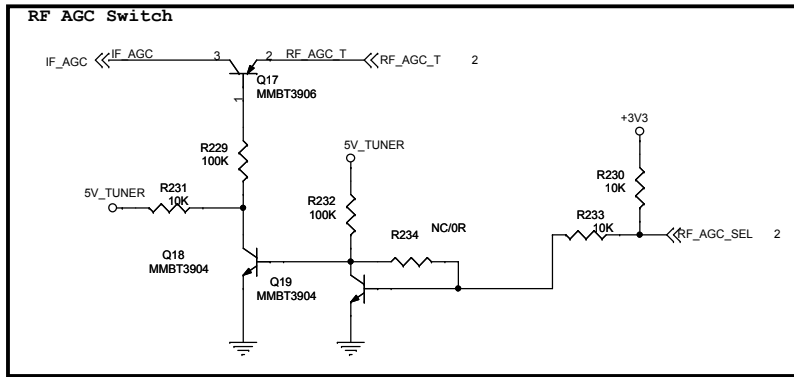 RF AGC Switch
IF_AGC
IF_AGC
3
2
RF_AGC_T
RF_AGC_T
2
Q17
MMBT3906
1
+3V3
R229
100K
5V_TUNER
R230
10K
R231
10K
5V_TUNER
R232
100K
R234
NC/0R
R233
10K
RF_AGC_SEL
2
Q18
MMBT3904
Q19
MMBT3904